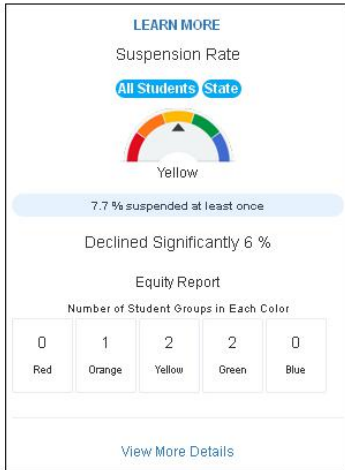 LEARN MORE
Suspension Rate
All Students State
Yellow
7.7 % suspended at least once
Declined Significantly 6 %
Equity Report
Number of Student Groups in Each Color
0 1 2 2 0
Red Orange Yellow Green Blue
View More Details